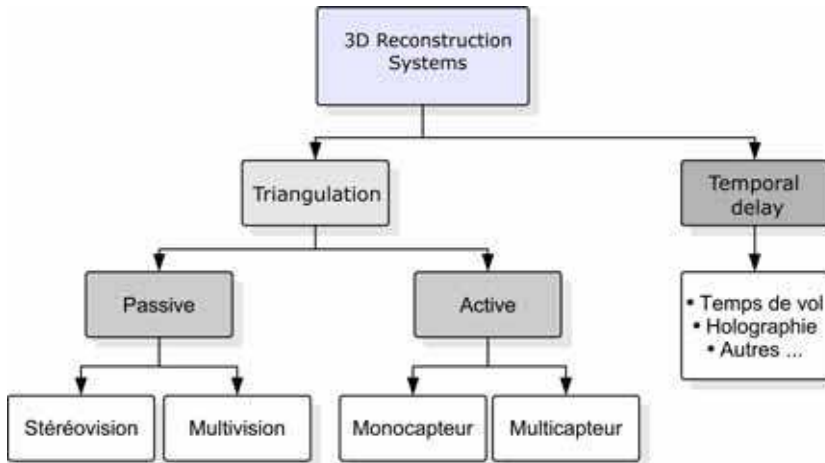 3D Reconstruction
Systems
Triangulation
Temporal
delay
Passive
Active
• Temps de vol
• Holographie
• Autres ...
Stéréovision
Multivision
Monocapteur
Multicapteur